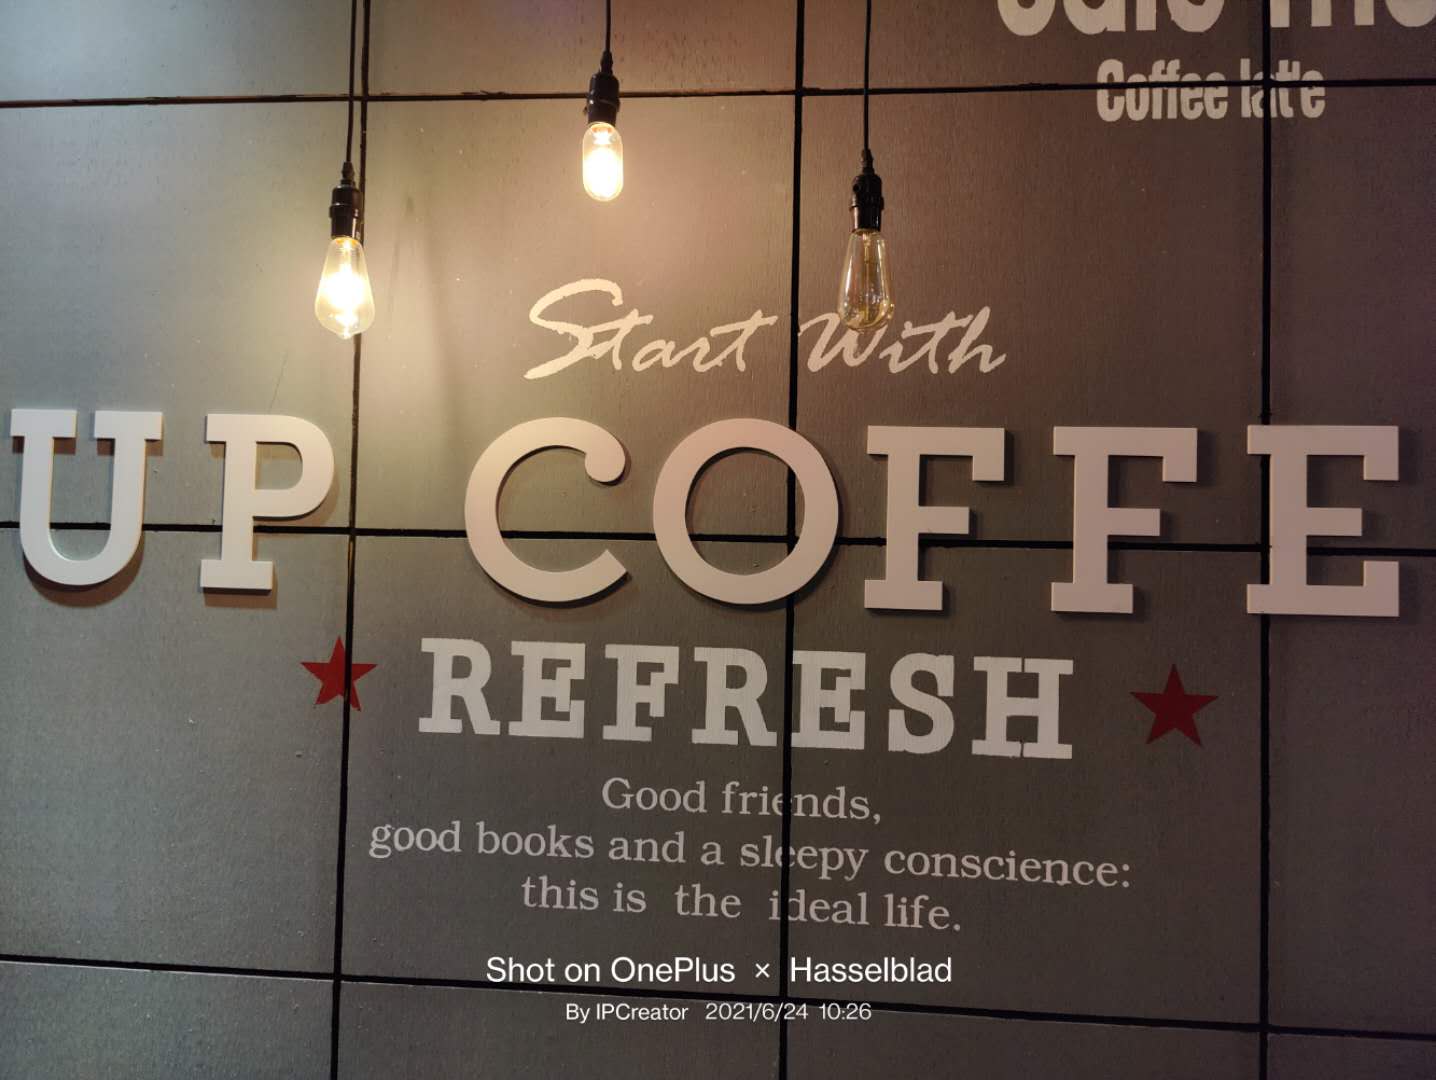 Coffee latte
Start With
UP COFFE
REFRESH
Good friends,
good books and a sleepy conscience:
this is the ideal life.
Shot on OnePlus × Hasselblad
By IPCreator 2021/6/24 10:26